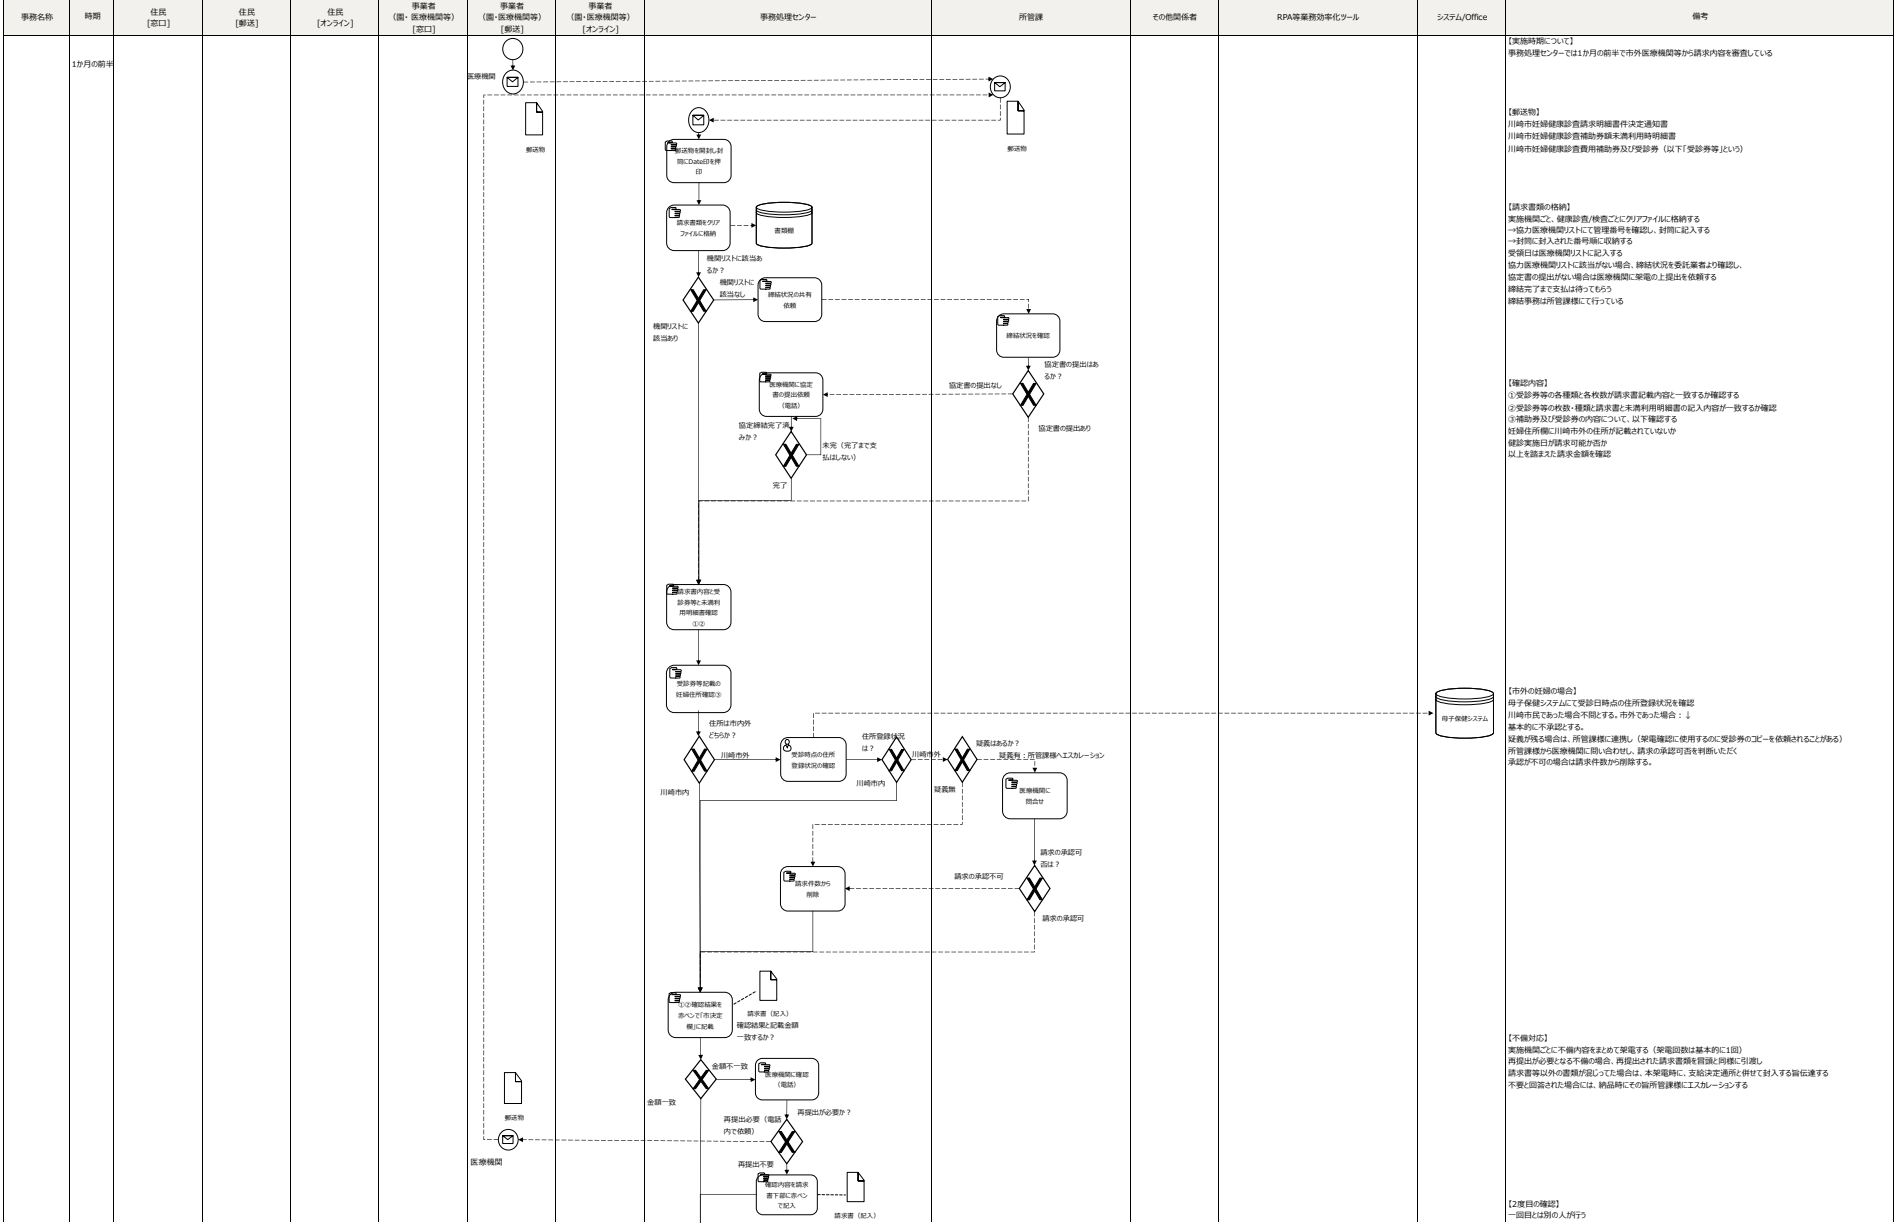 事務名称
時期
住民
[窓口]
住民
[郵送]
住民
[オンライン]
事業者
（園・医療機関等）
[窓口]
事業者
（園・医療機関等）
[郵送]
事業者
（園・医療機関等）
[オンライン]
事務処理センター
所管課
その他関係者
RPA等業務効率化ツール
システム/Office
備考
1か月の前半
医療機関
郵送物
郵送物
郵送物を開封し封
筒にDate印を押
印
請求書類をクリア
ファイルに格納
書類棚
機関リストに該当あ
るか？
機関リストに
該当なし
締結状況の共有
依頼
機関リストに
該当あり
締結状況を確認
協定書の提出はあ
るか？
協定書の提出なし
医療機関に協定
書の提出依頼
（電話）
協定書の提出あり
協定締結完了済
みか？
未完（完了まで支
払はしない）
完了
請求書内容と受
診券等と未満利
用明細書確認
①②
受診券等記載の
妊婦住所確認③
住所は市内外
どちらか？
川崎市外
受診時点の住所
登録状況の確認
住所登録状況
は？
川崎市外
疑義はあるか？
疑義有：所管課様へエスカレーション
母子保健システム
川崎市内
川崎市内
疑義無
医療機関に
問合せ
請求の承認可
否は？
請求の承認不可
請求件数から
削除
請求の承認可
①②確認結果を
赤ペンで「市決定
欄」に記載
請求書（記入）
確認結果と記載金額
一致するか？
金額不一致
医療機関に確認
（電話）
金額一致
郵送物
再提出が必要か？
再提出必要（電話
内で依頼）
医療機関
再提出不要
確認内容を請求
書下部に赤ペン
で記入
請求書（記入）
【実施時期について】
事務処理センターでは1か月の前半で市外医療機関等から請求内容を審査している
【郵送物】
川崎市妊婦健康診査請求明細書件決定通知書
川崎市妊婦健康診査補助券額未満利用時明細書
川崎市妊婦健康診査費用補助券及び受診券（以下「受診券等」という）
【請求書類の格納】
実施機関ごと、健康診査/検査ごとにクリアファイルに格納する
→協力医療機関リストにて管理番号を確認し、封筒に記入する
→封筒に封入された番号順に収納する
受領日は医療機関リストに記入する
協力医療機関リストに該当がない場合、締結状況を委託業者より確認し、
協定書の提出がない場合は医療機関に架電の上提出を依頼する
締結完了まで支払は待ってもらう
締結事務は所管課様にて行っている
【確認内容】
①受診券等の各種類と各枚数が請求書記載内容と一致するか確認する
②受診券等の枚数・種類と請求書と未満利用明細書の記入内容が一致するか確認
③補助券及び受診券の内容について、以下確認する
妊婦住所欄に川崎市外の住所が記載されていないか
健診実施日が請求可能か否か
以上を踏まえた請求金額を確認
【市外の妊婦の場合】
母子保健システムにて受診日時点の住所登録状況を確認
川崎市民であった場合不問とする。市外であった場合：↓
基本的に不承認とする。
疑義が残る場合は、所管課様に連携し（架電確認に使用するのに受診券のコピーを依頼されることがある）
所管課様から医療機関に問い合わせし、請求の承認可否を判断いただく
承認が不可の場合は請求件数から削除する。
【不備対応】
実施機関ごとに不備内容をまとめて架電する（架電回数は基本的に1回）
再提出が必要となる不備の場合、再提出された請求書類を冒頭と同様に引渡し
請求書等以外の書類が混じってた場合は、本架電時に、支給決定通所と併せて封入する旨伝達する
不要と回答された場合には、納品時にその旨所管課様にエスカレーションする
【2度目の確認】
一回目とは別の人が行う